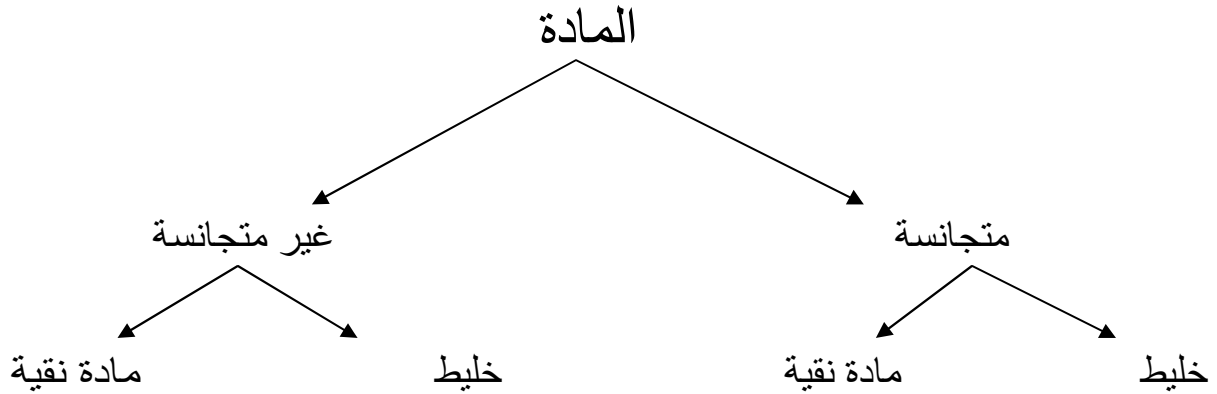 المادة
متجانسة
غير متجانسة
خليط
مادة نقية
خليط
مادة نقية